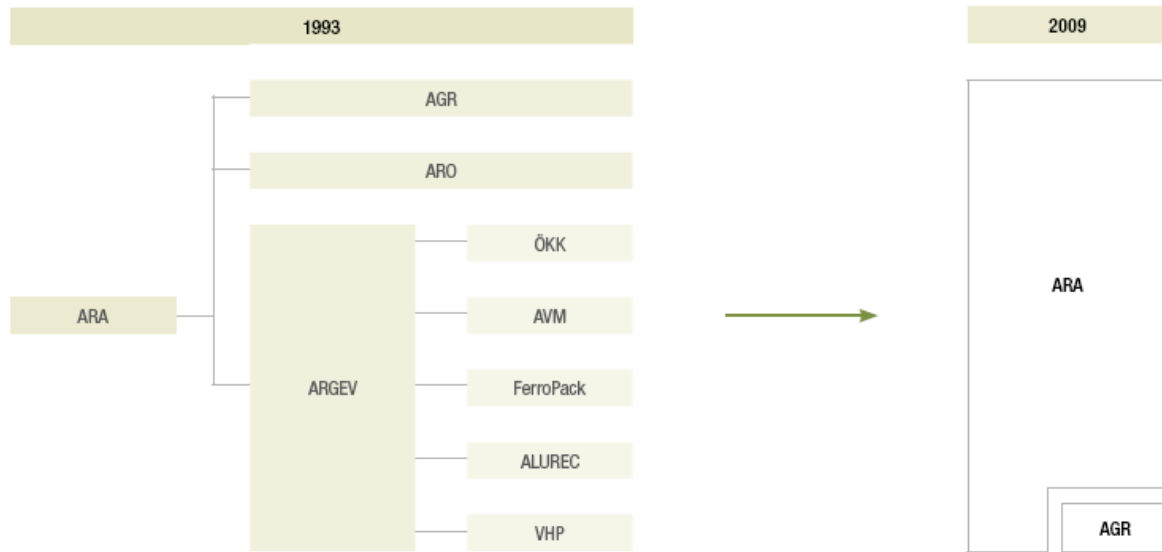 1993
2009
AGR
ARO
ÖKK
ARA
AVM
ARA
ARGEV
FerroPack
ALUREC
VHP
AGR